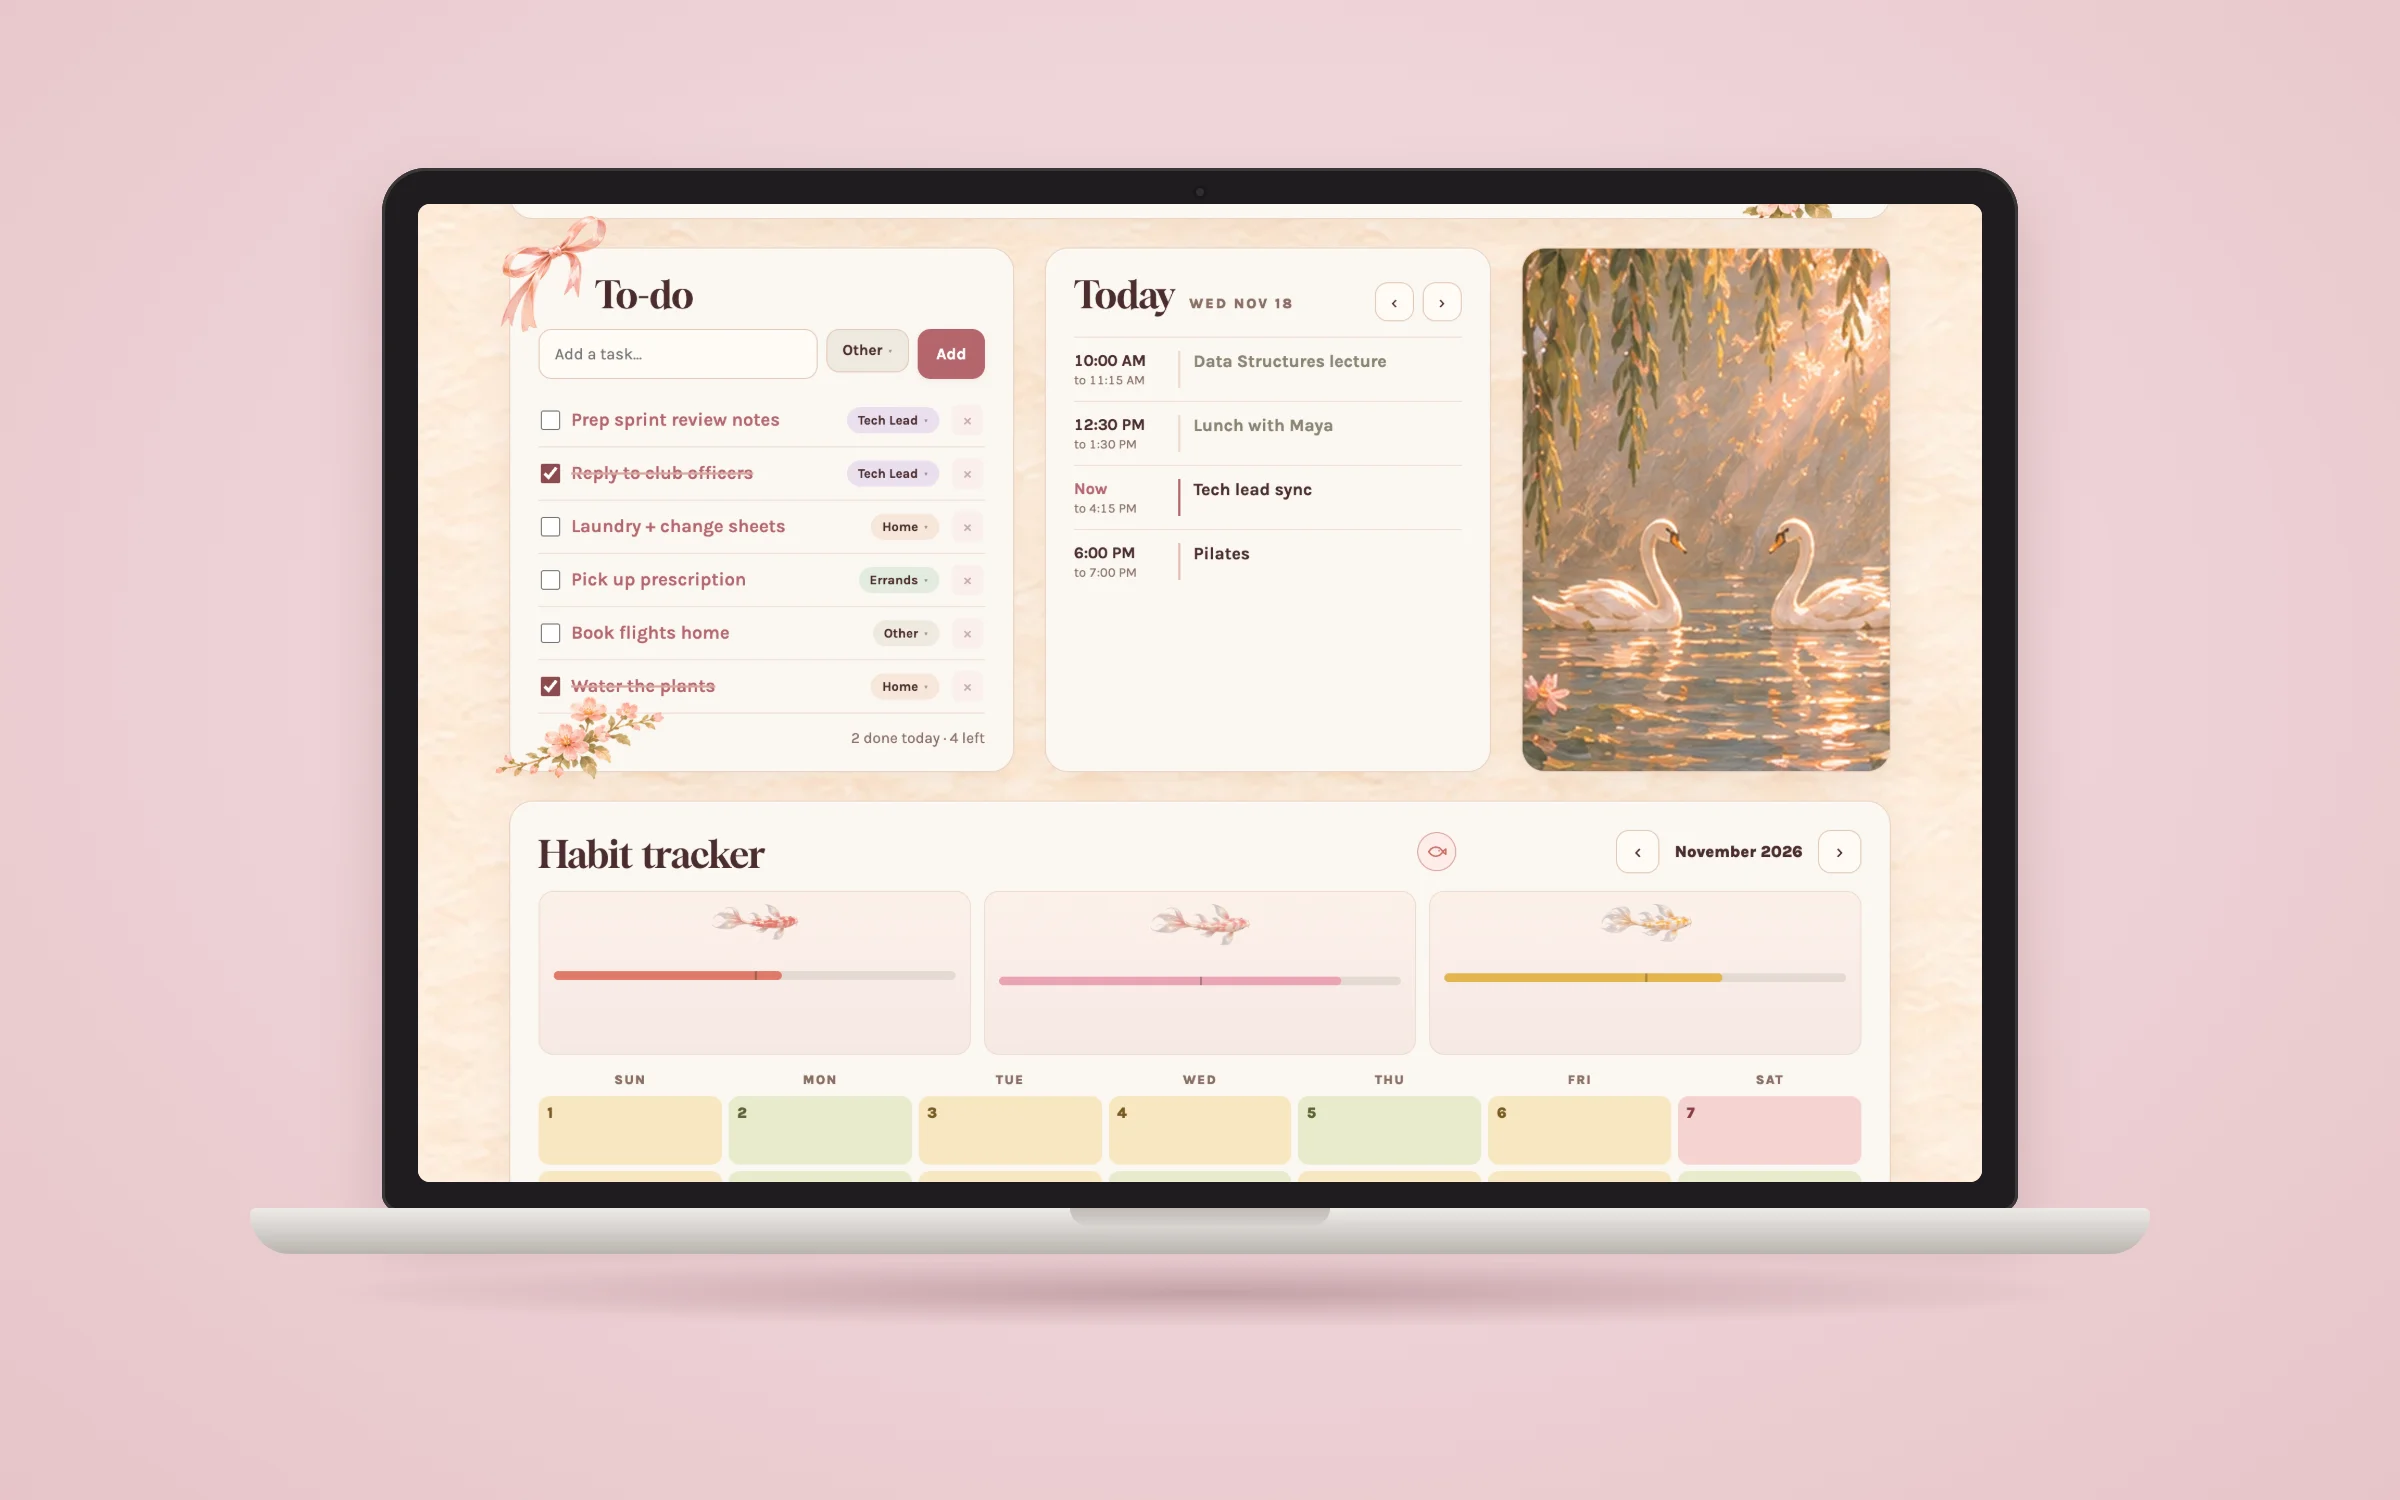 To-do
Add a task...
Other
Add
Prep sprint review notes
Tech Lead
×
Reply to club officers
Tech Lead
×
Laundry + change sheets
Home
×
Pick up prescription
Errands
×
Book flights home
Other
×
Water the plants
Home
×
2 done today · 4 left
Today WED NOV 18
‹ ›
10:00 AM
to 11:15 AM
Data Structures lecture
12:30 PM
to 1:30 PM
Lunch with Maya
Now
to 4:15 PM
Tech lead sync
6:00 PM
to 7:00 PM
Pilates
Habit tracker
‹ November 2026 ›
SUN MON TUE WED THU FRI SAT
1 2 3 4 5 6 7